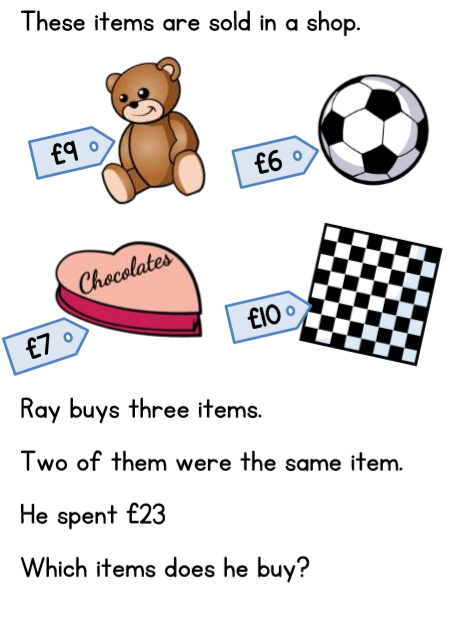 These items are sold in a shop.
£9
£6
Chocolates
£7
£10
Ray buys three items.
Two of them were the same item.
He spent £23
Which items does he buy?